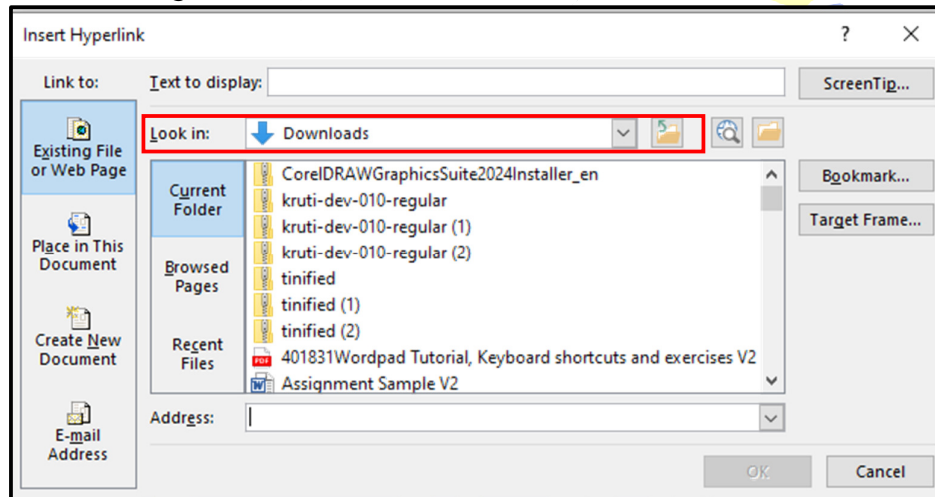 Insert Hyperlink
?
Link to:
Text to display:
ScreenTip...
Existing File
or Web Page
Look in:
Downloads
Current
Folder
CorelDRAWGraphicsSuite2024Installer_en
kruti-dev-010-regular
kruti-dev-010-regular (1)
kruti-dev-010-regular (2)
tinified
tinified (1)
tinified (2)
401831Wordpad Tutorial, Keyboard shortcuts and exercises V2
Assignment Sample V2
Bookmark...
Target Frame...
Place in This
Document
Browsed
Pages
Create New
Document
Recent
Files
E-mail
Address
Address:
OK
Cancel